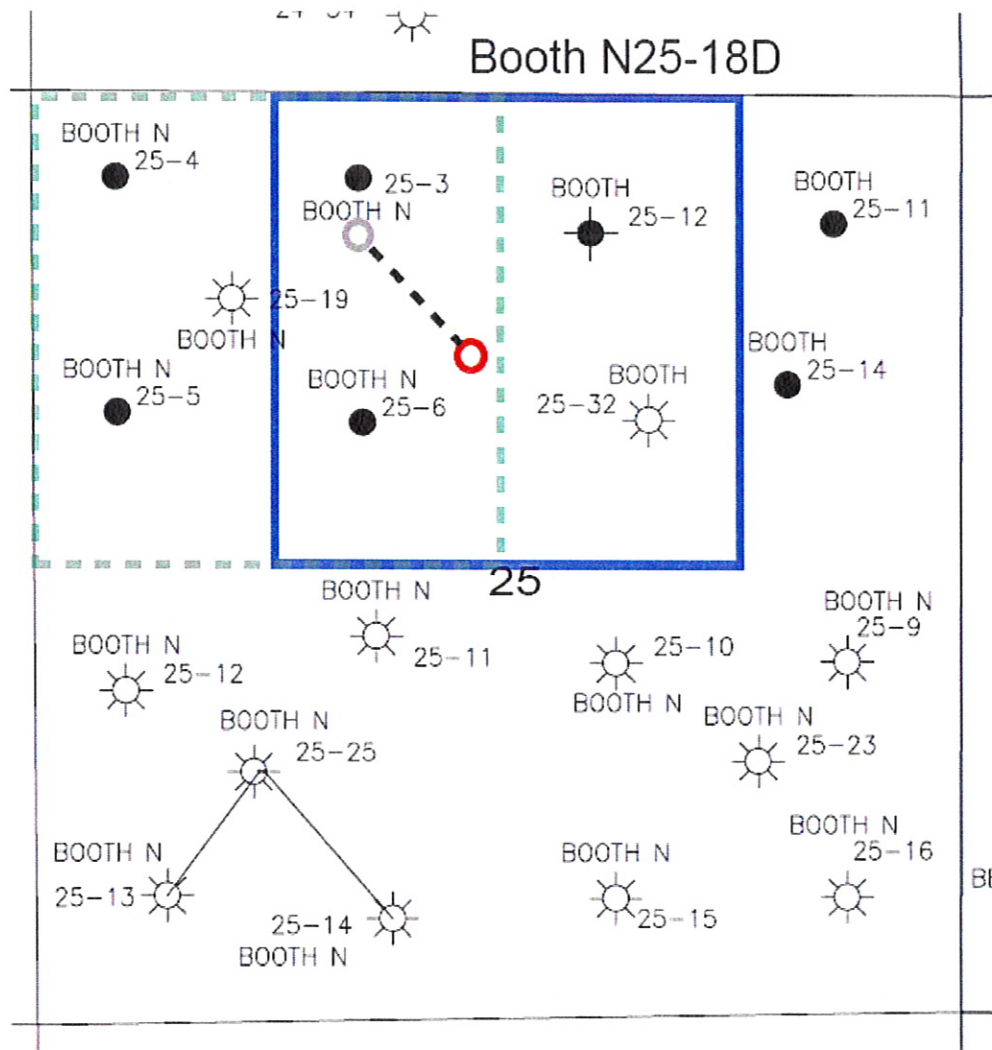 Booth N25-18D
BOOTH N
25-4
25-3
BOOTH N
BOOTH
25-12
BOOTH
25-11
25-19
BOOTH N
BOOTH N
25-5
BOOTH N
25-6
BOOTH
25-32
BOOTH
25-14
25
BOOTH N
25-11
BOOTH N
25-12
25-10
BOOTH N
BOOTH N
25-9
BOOTH N
25-25
BOOTH N
25-23
BOOTH N
25-13
25-14
BOOTH N
BOOTH N
25-15
BOOTH N
25-16